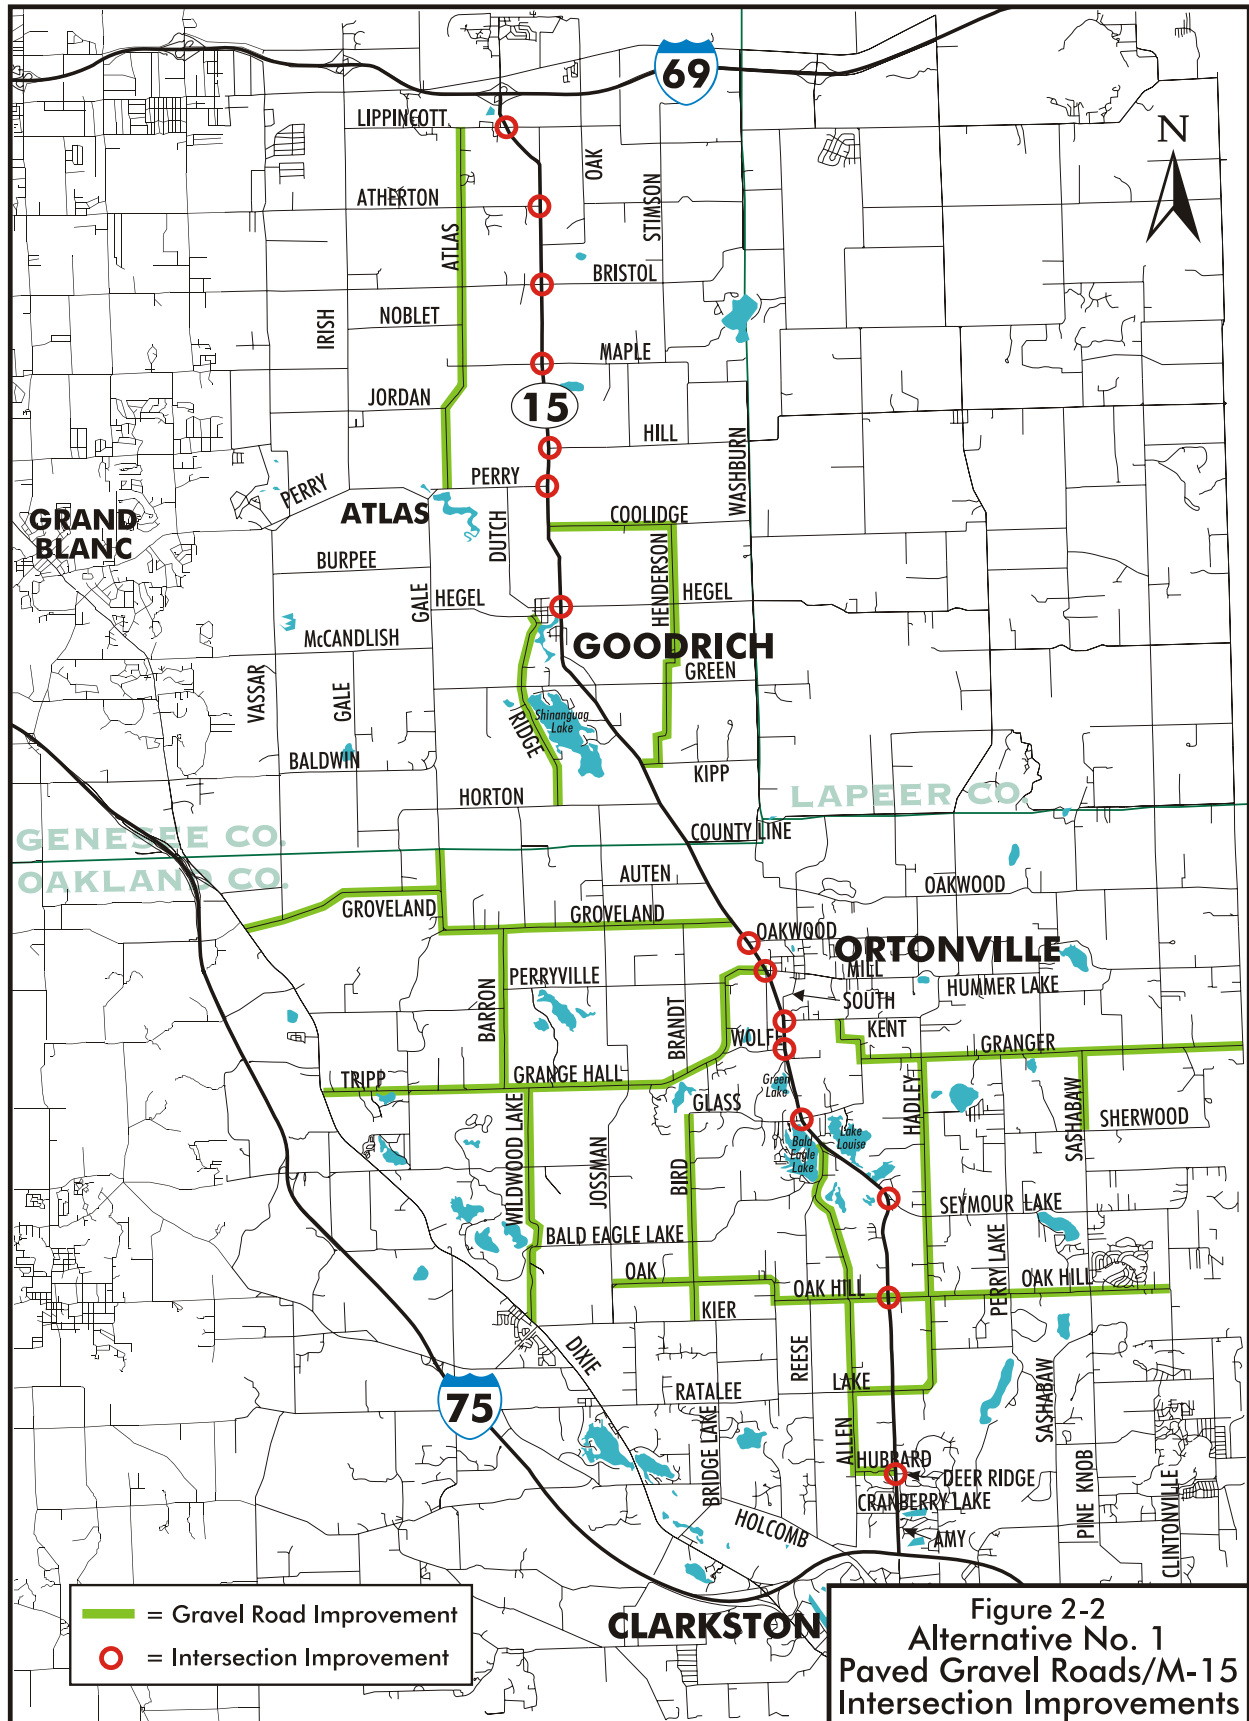 69
LIPPINCOTT
N
OAK
ATHERTON
STIMSON
ATLAS
BRISTOL
NOBLET
IRISH
MAPLE
JORDAN
15
HILL
WASHBURN
PERRY
PERRY
ATLAS
GRAND
BLANC
COOLIDGE
DUTCH
BURPEE
HENDERSON
GALE
HEGEL
HEGEL
McCANDLISH
GOODRICH
GREEN
VASSAR
GALE
RIDGE
Shinanguag
Lake
BALDWIN
KIPP
HORTON
LAPEER CO.
GENESEE CO.
COUNTY LINE
OAKLAND CO.
AUTEN
OAKWOOD
GROVELAND
GROVELAND
OAKWOOD
ORTONVILLE
PERRYVILLE
MILL
HUMMER LAKE
SOUTH
BARRON
BRANDT
WOLFE
KENT
GRANGER
TRIPP
GRANGE HALL
Green
Lake
GLASS
HADLEY
SASHABAW
SHERWOOD
WILDWOOD LAKE
JOSSMAN
BIRD
Bald
Eagle
Lake
Lake
Louise
SEYMOUR LAKE
BALD EAGLE LAKE
OAK
OAK HILL
PERRY LAKE
OAK HILL
KIER
DIXIE
REESE
RATALEE
LAKE
75
SASHABAW
BRIDGE LAKE
ALLEN
HUBBARD
DEER RIDGE
CRANBERRY LAKE
PINE KNOB
CLINTONVILLE
HOLCOMB
AMY
= Gravel Road Improvement
= Intersection Improvement
CLARKSTON
Figure 2-2
Alternative No. 1
Paved Gravel Roads/M-15
Intersection Improvements